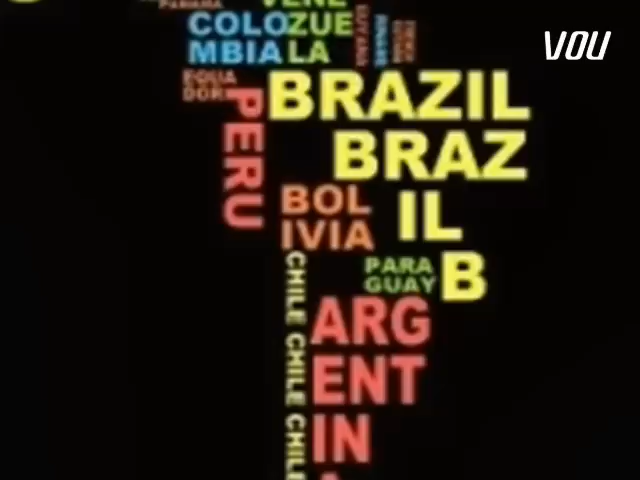 PANAMA
VENE
COLO
ZUE
MBIA
LA
VOU
EQUA
DOR
PERU
BRAZIL
BRAZ
IL
BOL
IVIA
PARA
GUAY
B
CHILE CHILE CHILE
ARG
ENT
IN